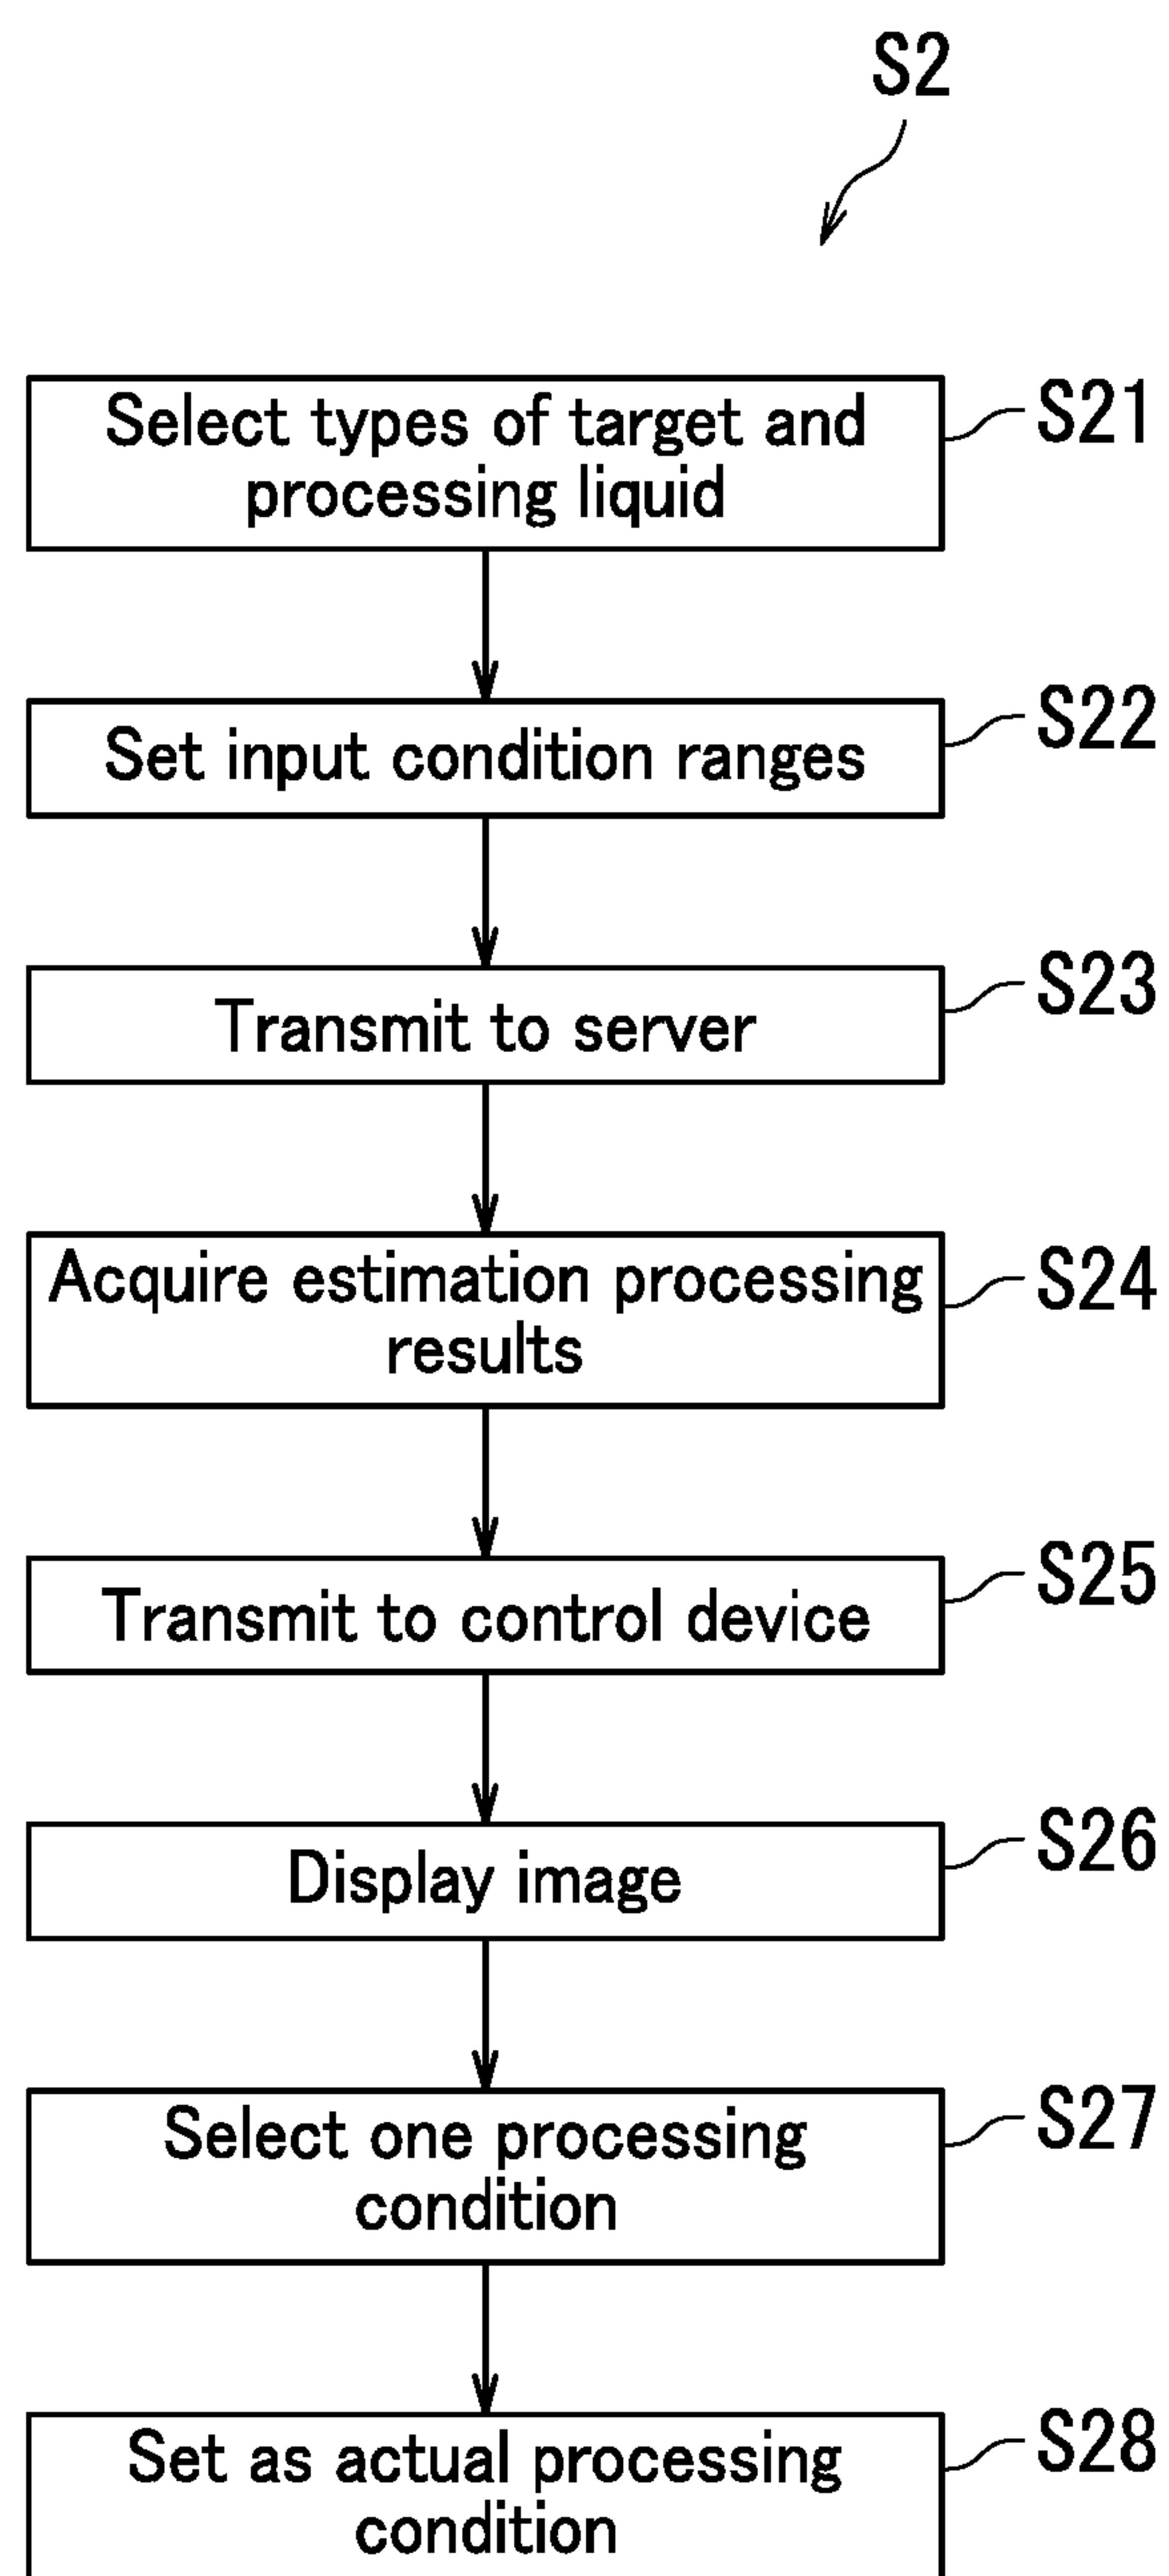 S2
Select types of target and
processing liquid
S21
Set input condition ranges
S22
Transmit to server
S23
Acquire estimation processing
results
S24
Transmit to control device
S25
Display image
S26
Select one processing
condition
S27
Set as actual processing
condition
S28